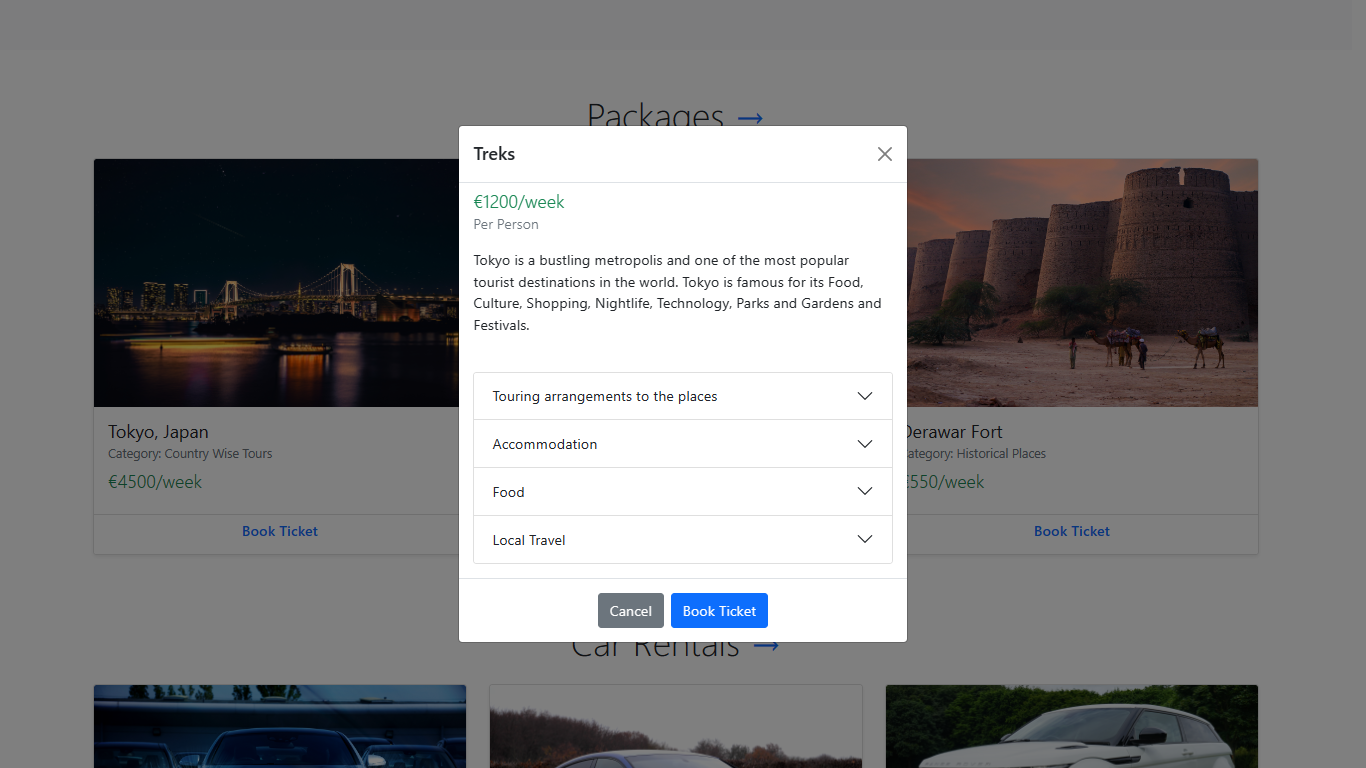 Packages →
Treks
€1200/week
Per Person
Tokyo is a bustling metropolis and one of the most popular
tourist destinations in the world. Tokyo is famous for its Food,
Culture, Shopping, Nightlife, Technology, Parks and Gardens and
Festivals.
Touring arrangements to the places
Accommodation
Food
Local Travel
Cancel
Book Ticket
Tokyo, Japan
Category: Country Wise Tours
€4500/week
Book Ticket
Derawar Fort
Category: Historical Places
€550/week
Book Ticket
Car Rentals →